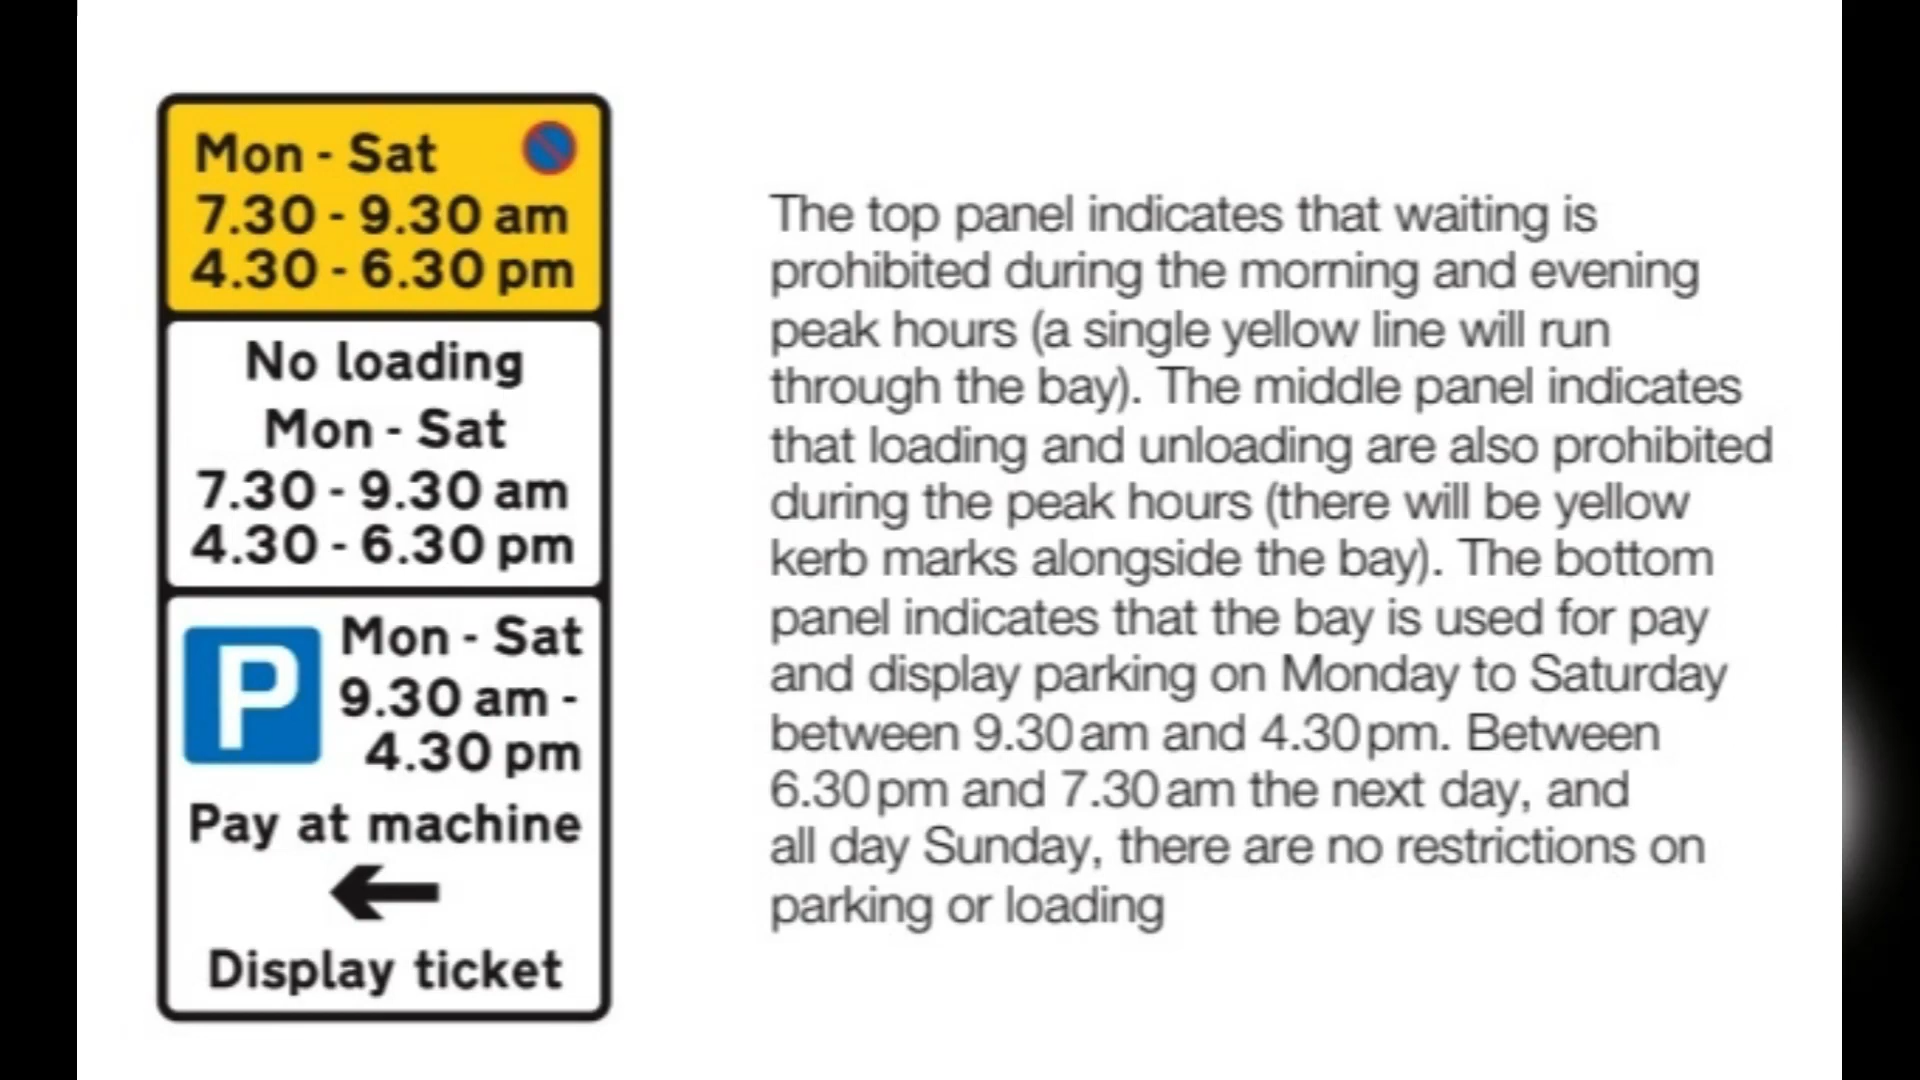 Mon - Sat
7.30 - 9.30 am
4.30 - 6.30 pm
No loading
Mon - Sat
7.30 - 9.30 am
4.30 - 6.30 pm
P
Mon - Sat
9.30 am -
4.30 pm
Pay at machine
Display ticket
The top panel indicates that waiting is
prohibited during the morning and evening
peak hours (a single yellow line will run
through the bay). The middle panel indicates
that loading and unloading are also prohibited
during the peak hours (there will be yellow
kerb marks alongside the bay). The bottom
panel indicates that the bay is used for pay
and display parking on Monday to Saturday
between 9.30 am and 4.30 pm. Between
6.30 pm and 7.30 am the next day, and
all day Sunday, there are no restrictions on
parking or loading